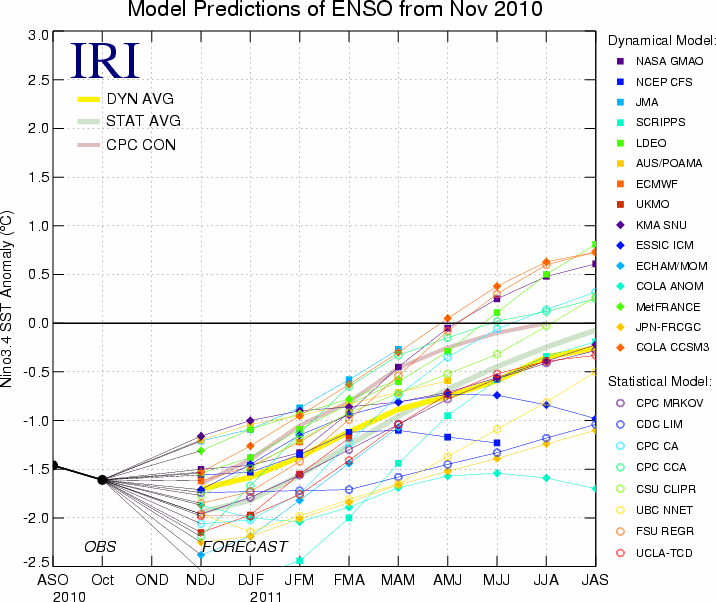 Model Predictions of ENSO from Nov 2010
IRI
DYN AVG
STAT AVG
CPC CON
Nino3.4 SST Anomaly (ºC)
3.0
2.5
2.0
1.5
1.0
0.5
0.0
-0.5
-1.0
-1.5
-2.0
-2.5
OBS FORECAST
ASO Oct OND NDJ DJF JFM FMA MAM AMJ MJJ JJA JAS
2010 2011
Dynamical Model:
NASA GMAO
NCEP CFS
JMA
SCRIPPS
LDEO
AUS/POAMA
ECMWF
UKMO
KMA SNU
ESSIC ICM
ECHAM/MOM
COLA ANOM
MetFRANCE
JPN-FRCGC
COLA CCSM3
Statistical Model:
CPC MRKOV
CDC LIM
CPC CA
CPC CCA
CSU CLIPR
UBC NNET
FSU REGR
UCLA-TCD